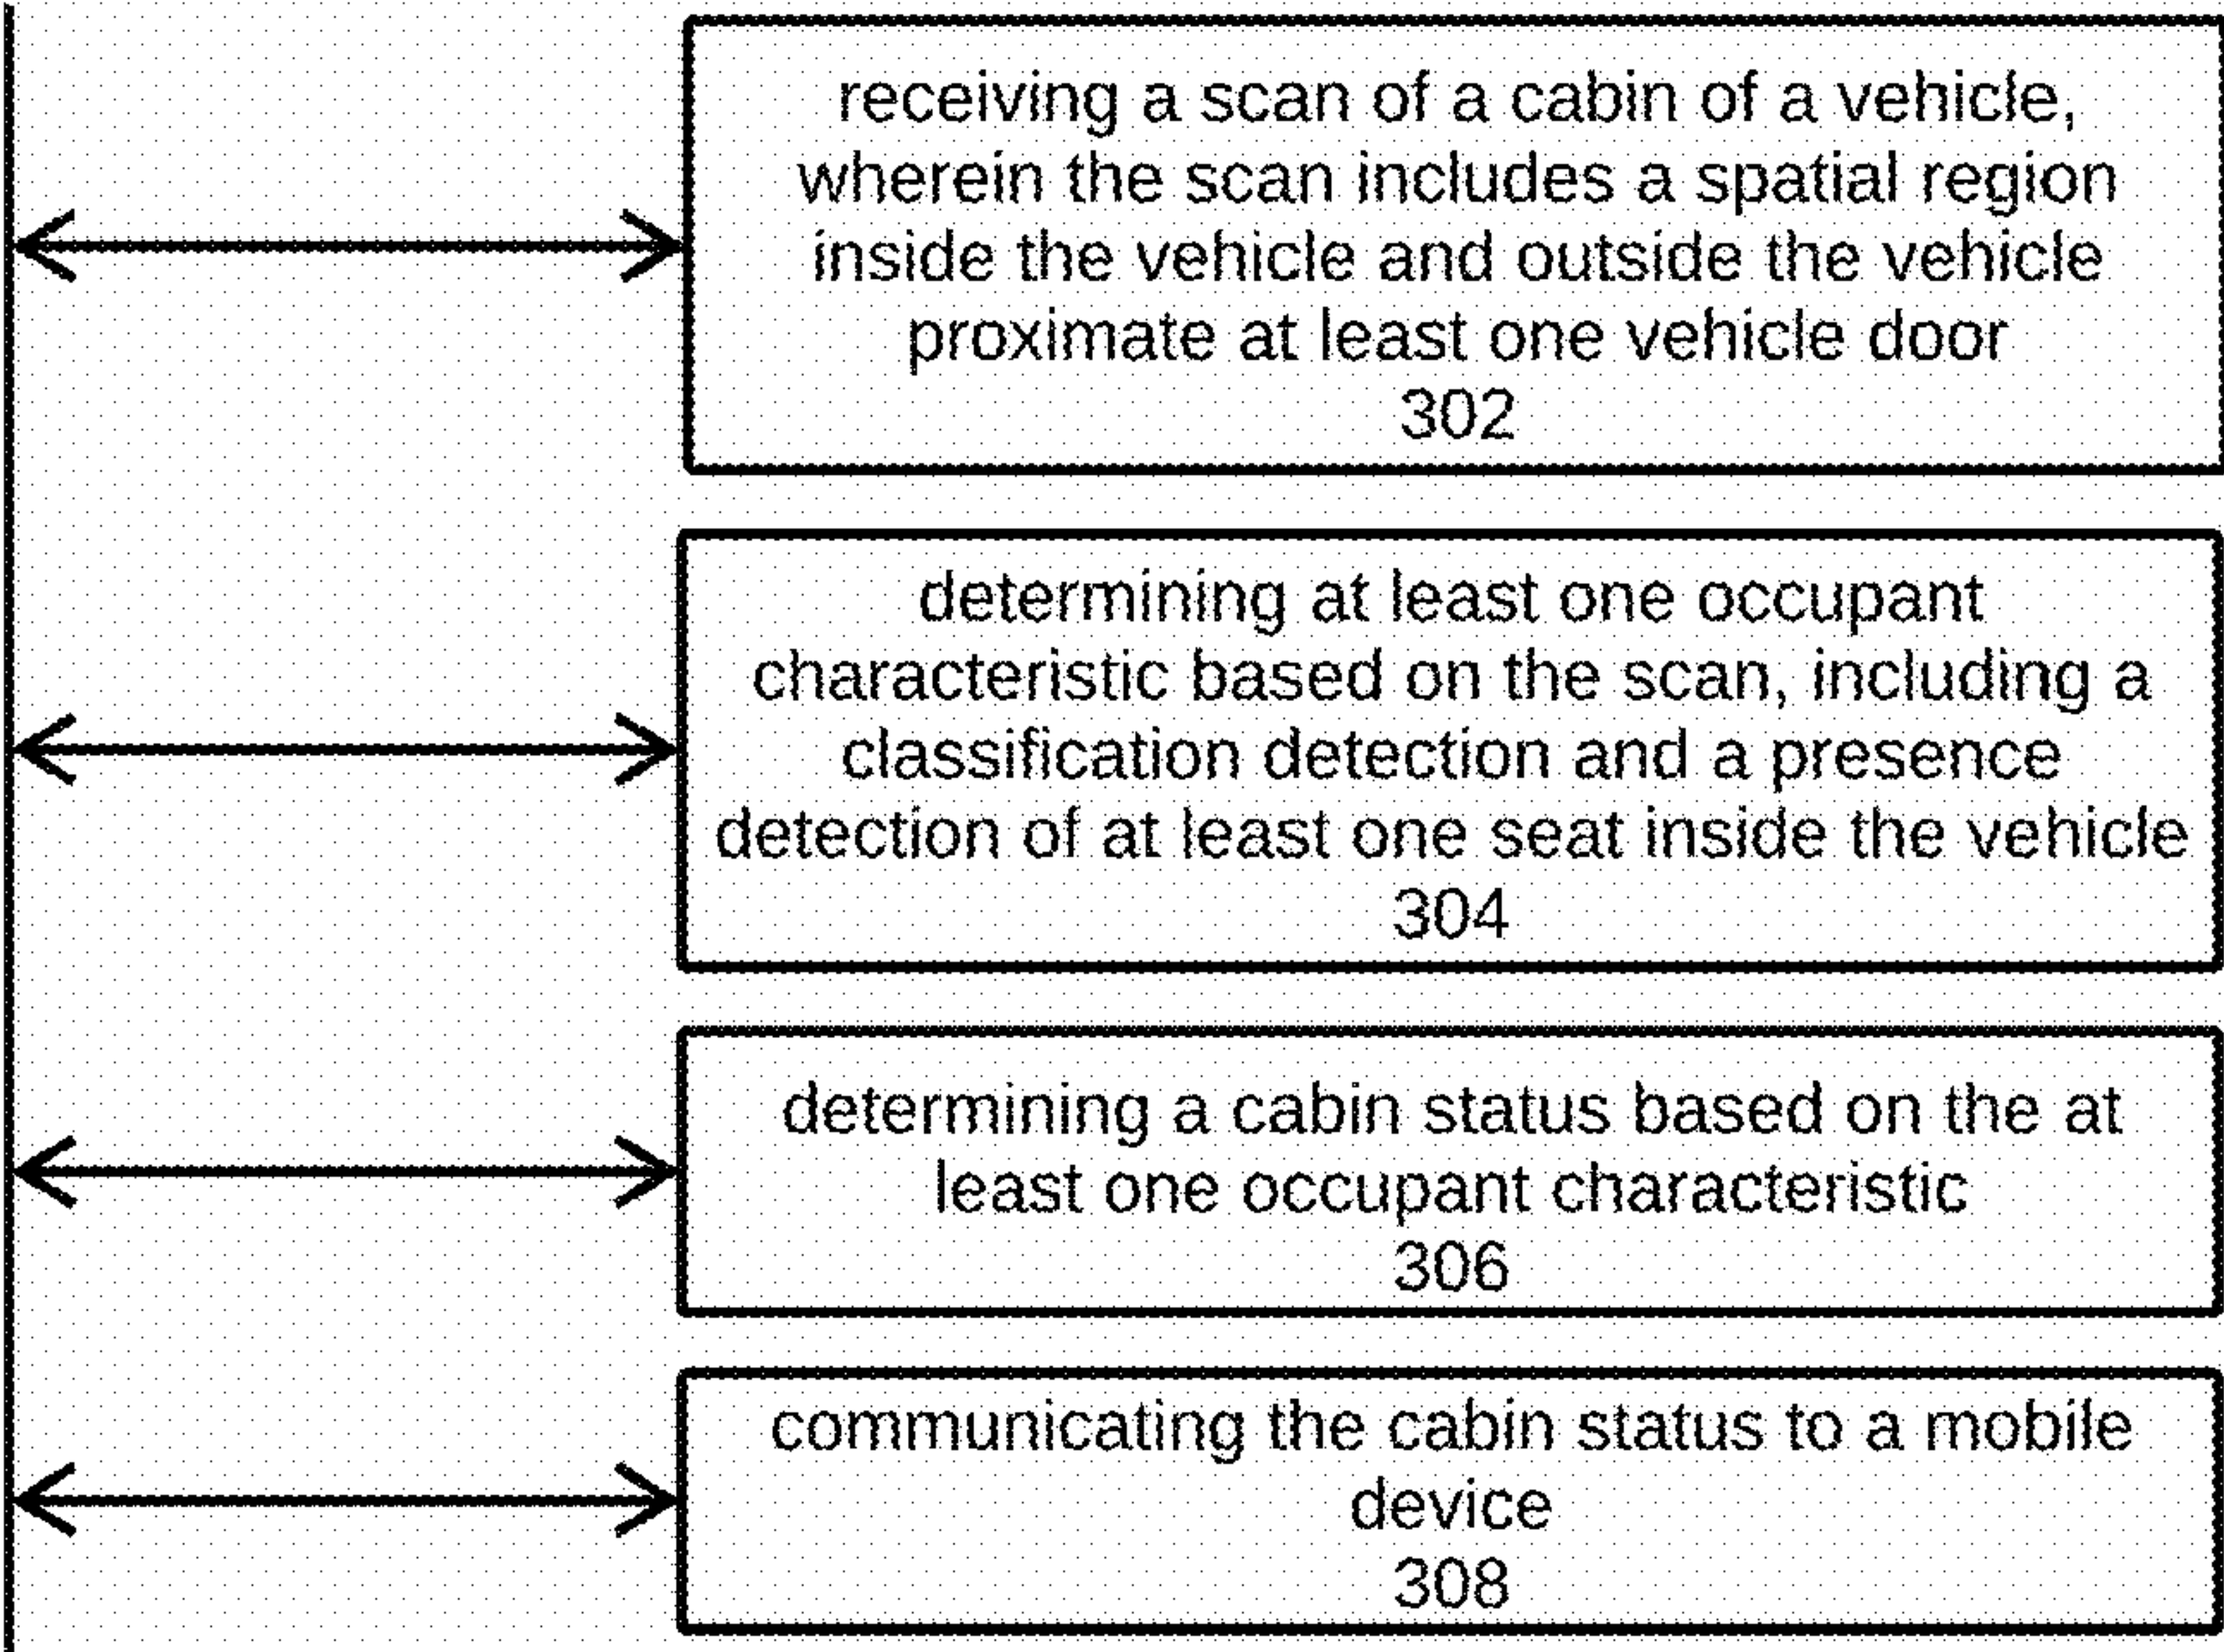 receiving a scan of a cabin of a vehicle,
wherein the scan includes a spatial region
inside the vehicle and outside the vehicle
proximate at least one vehicle door
302
determining at least one occupant
characteristic based on the scan, including a
classification detection and a presence
detection of at least one seat inside the vehicle
304
determining a cabin status based on the at
least one occupant characteristic
306
communicating the cabin status to a mobile
device
308